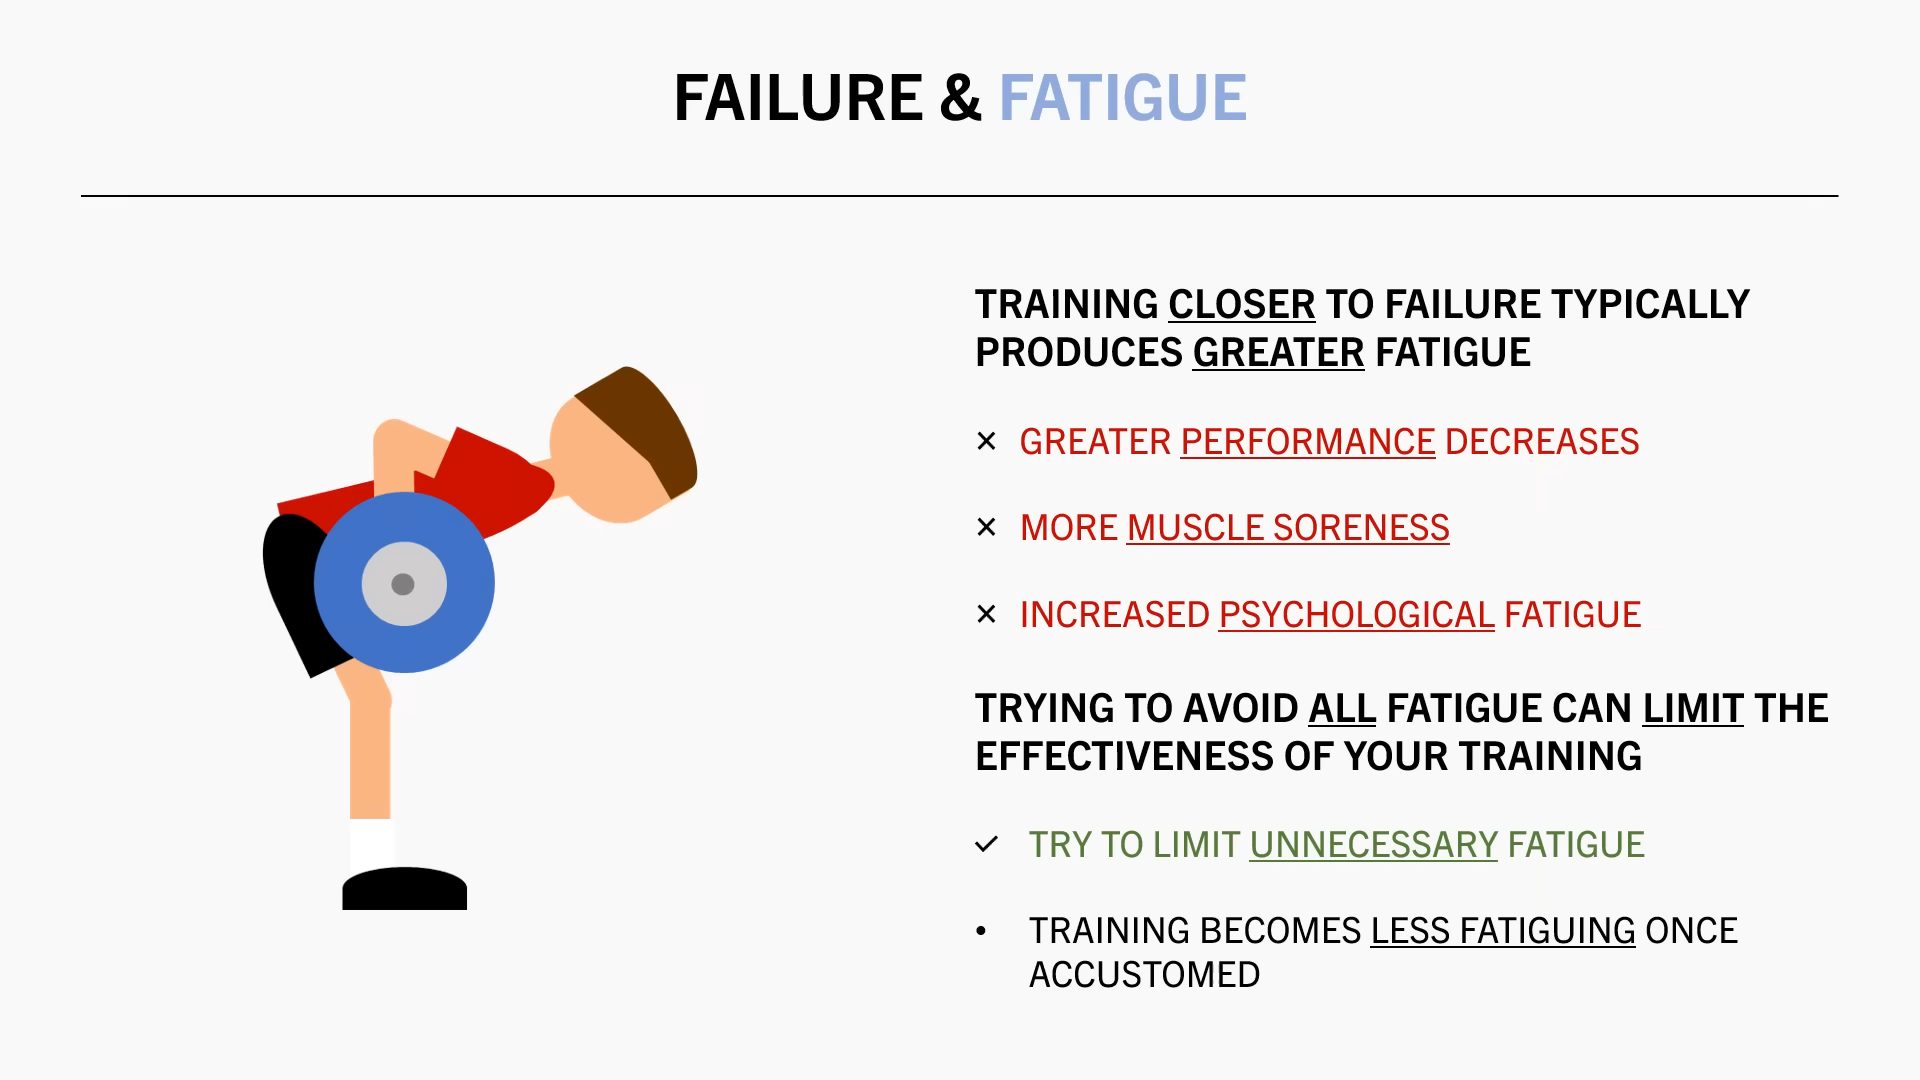 FAILURE & FATIGUE
TRAINING CLOSER TO FAILURE TYPICALLY
PRODUCES GREATER FATIGUE
× GREATER PERFORMANCE DECREASES
× MORE MUSCLE SORENESS
× INCREASED PSYCHOLOGICAL FATIGUE
TRYING TO AVOID ALL FATIGUE CAN LIMIT THE
EFFECTIVENESS OF YOUR TRAINING
✓ TRY TO LIMIT UNNECESSARY FATIGUE
• TRAINING BECOMES LESS FATIGUING ONCE
ACCUSTOMED